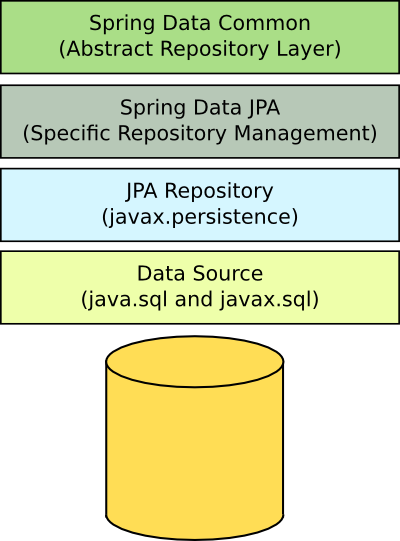 Spring Data Common
(Abstract Repository Layer)
Spring Data JPA
(Specific Repository Management)
JPA Repository
(javax.persistence)
Data Source
(java.sql and javax.sql)